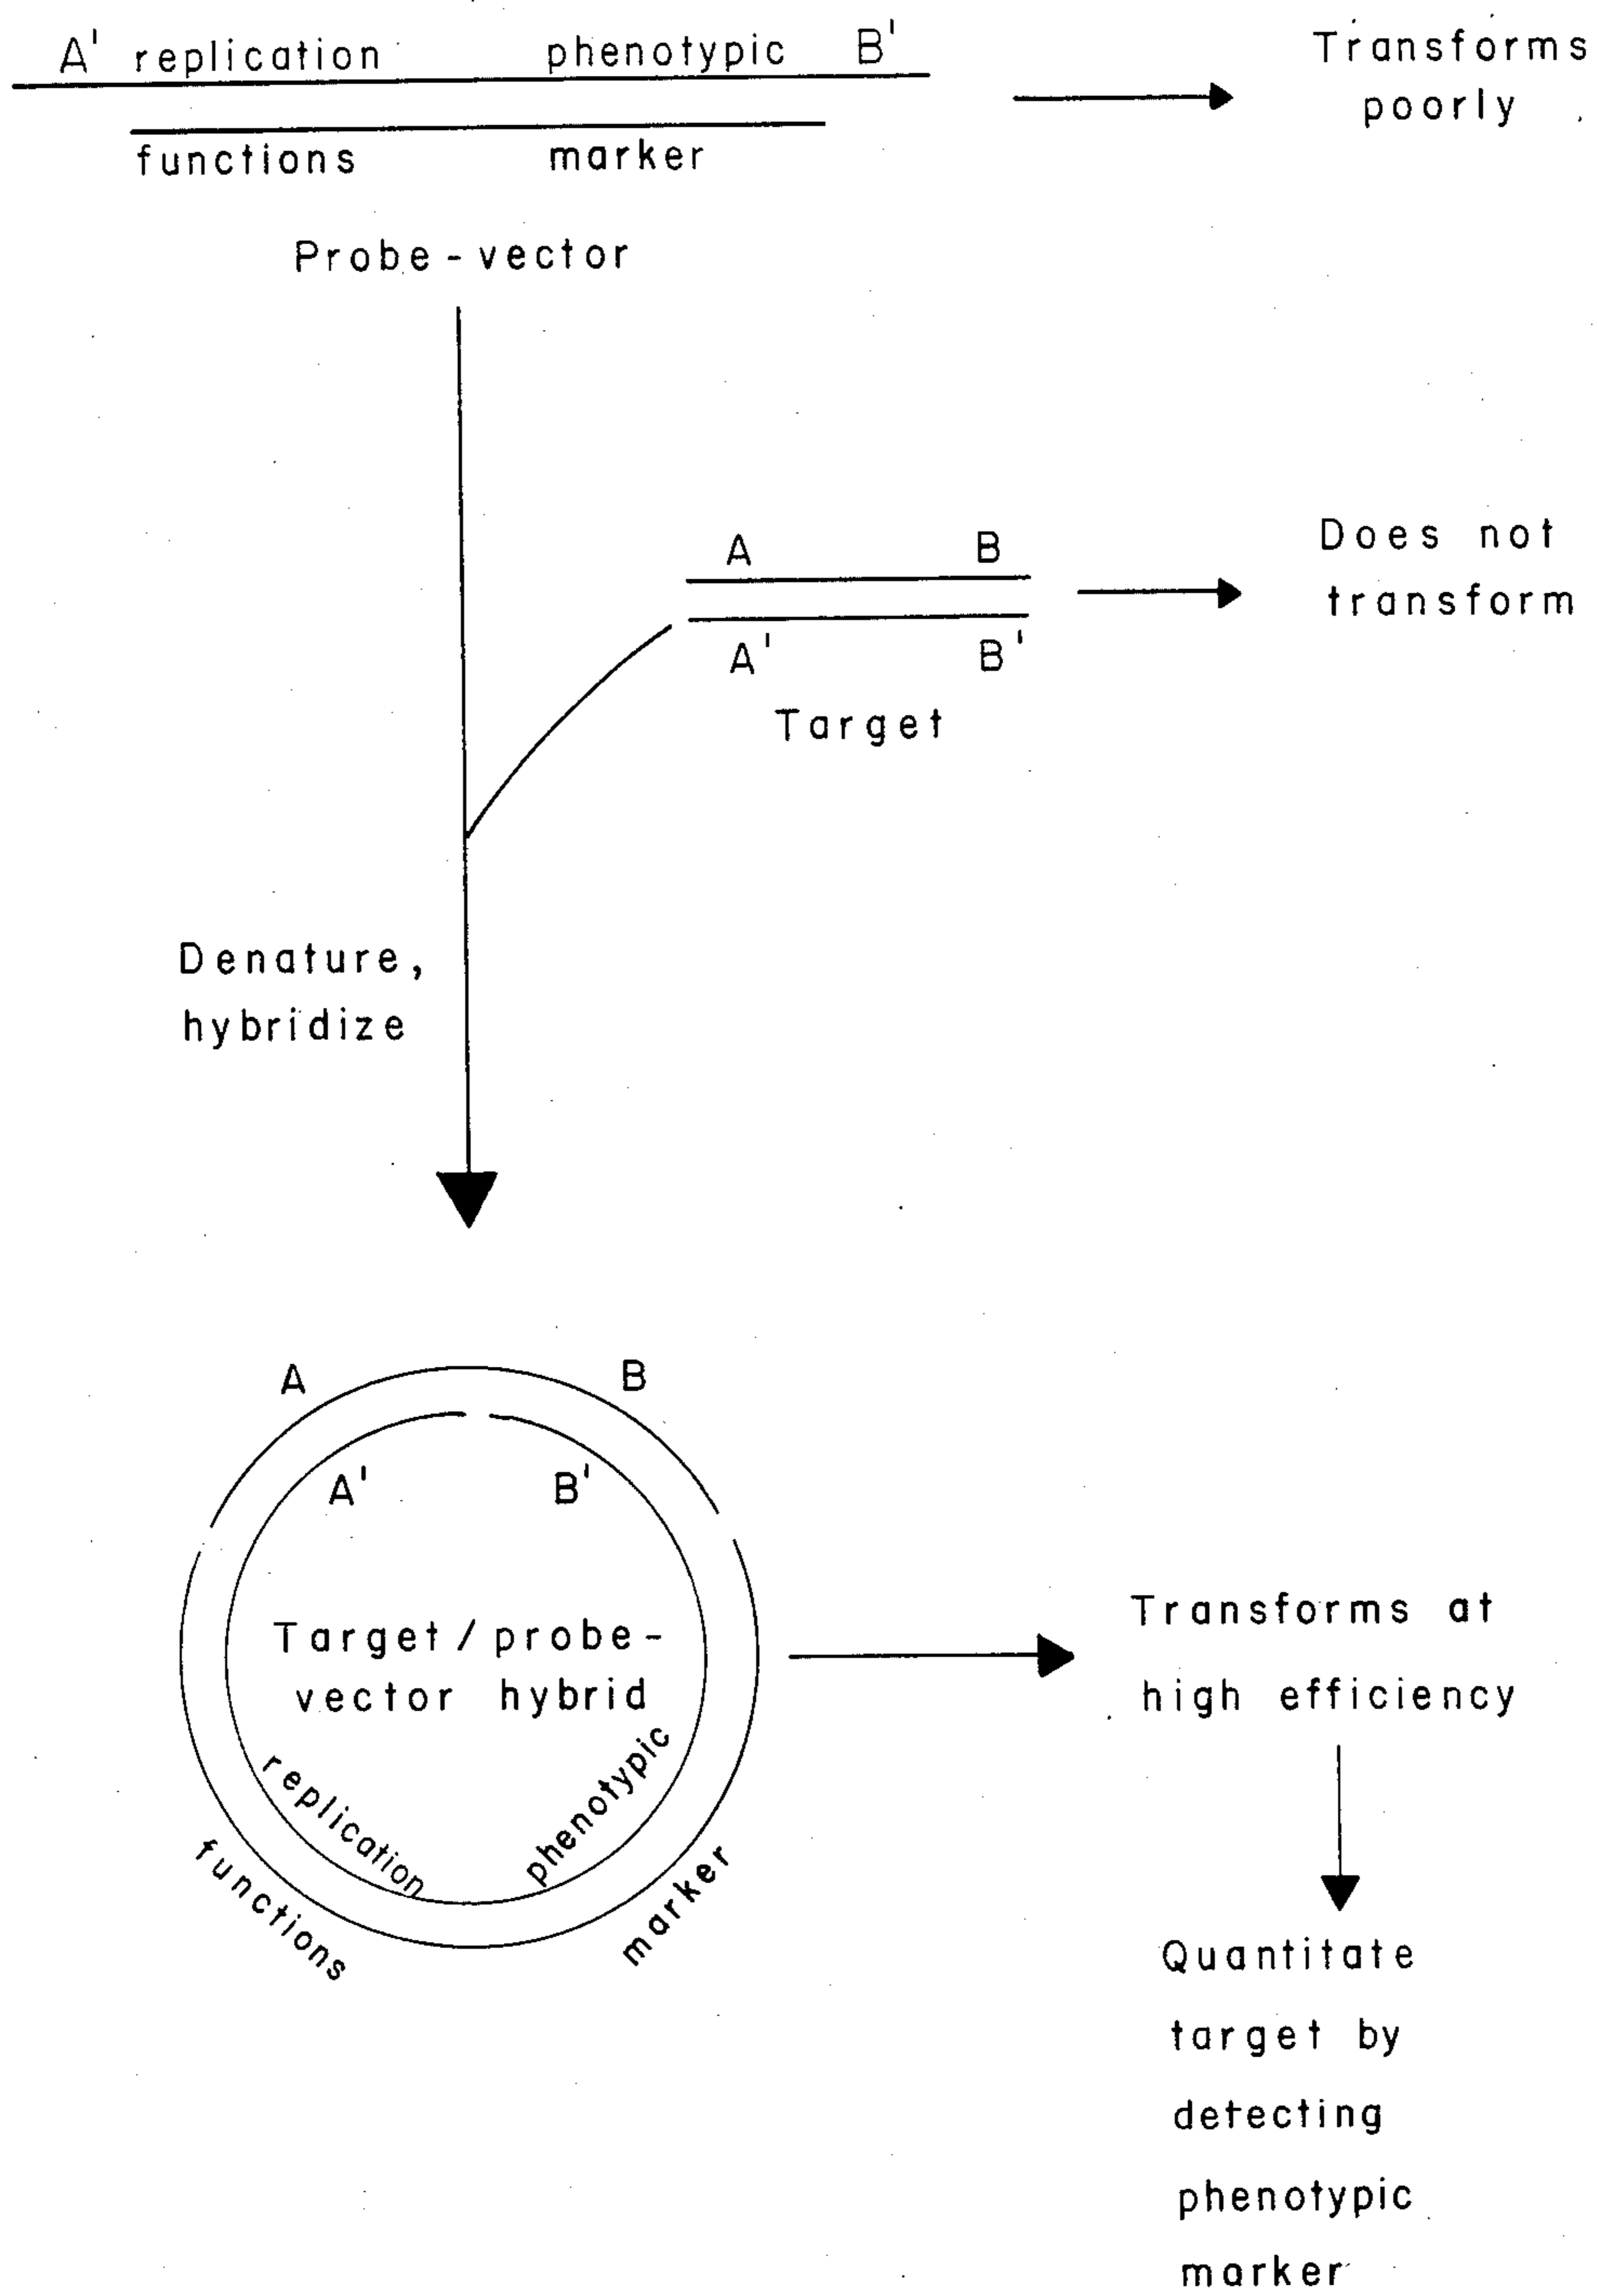 A' replication phenotypic B'
functions marker
Transforms
poorly
Probe-vector
A B
A' B'
Target
Does not
transform
Denature,
hybridize
A B
A' B'
Target/probe-
vector hybrid
replication phenotypic
functions marker
Transforms at
high efficiency
Quantitate
target by
detecting
phenotypic
marker